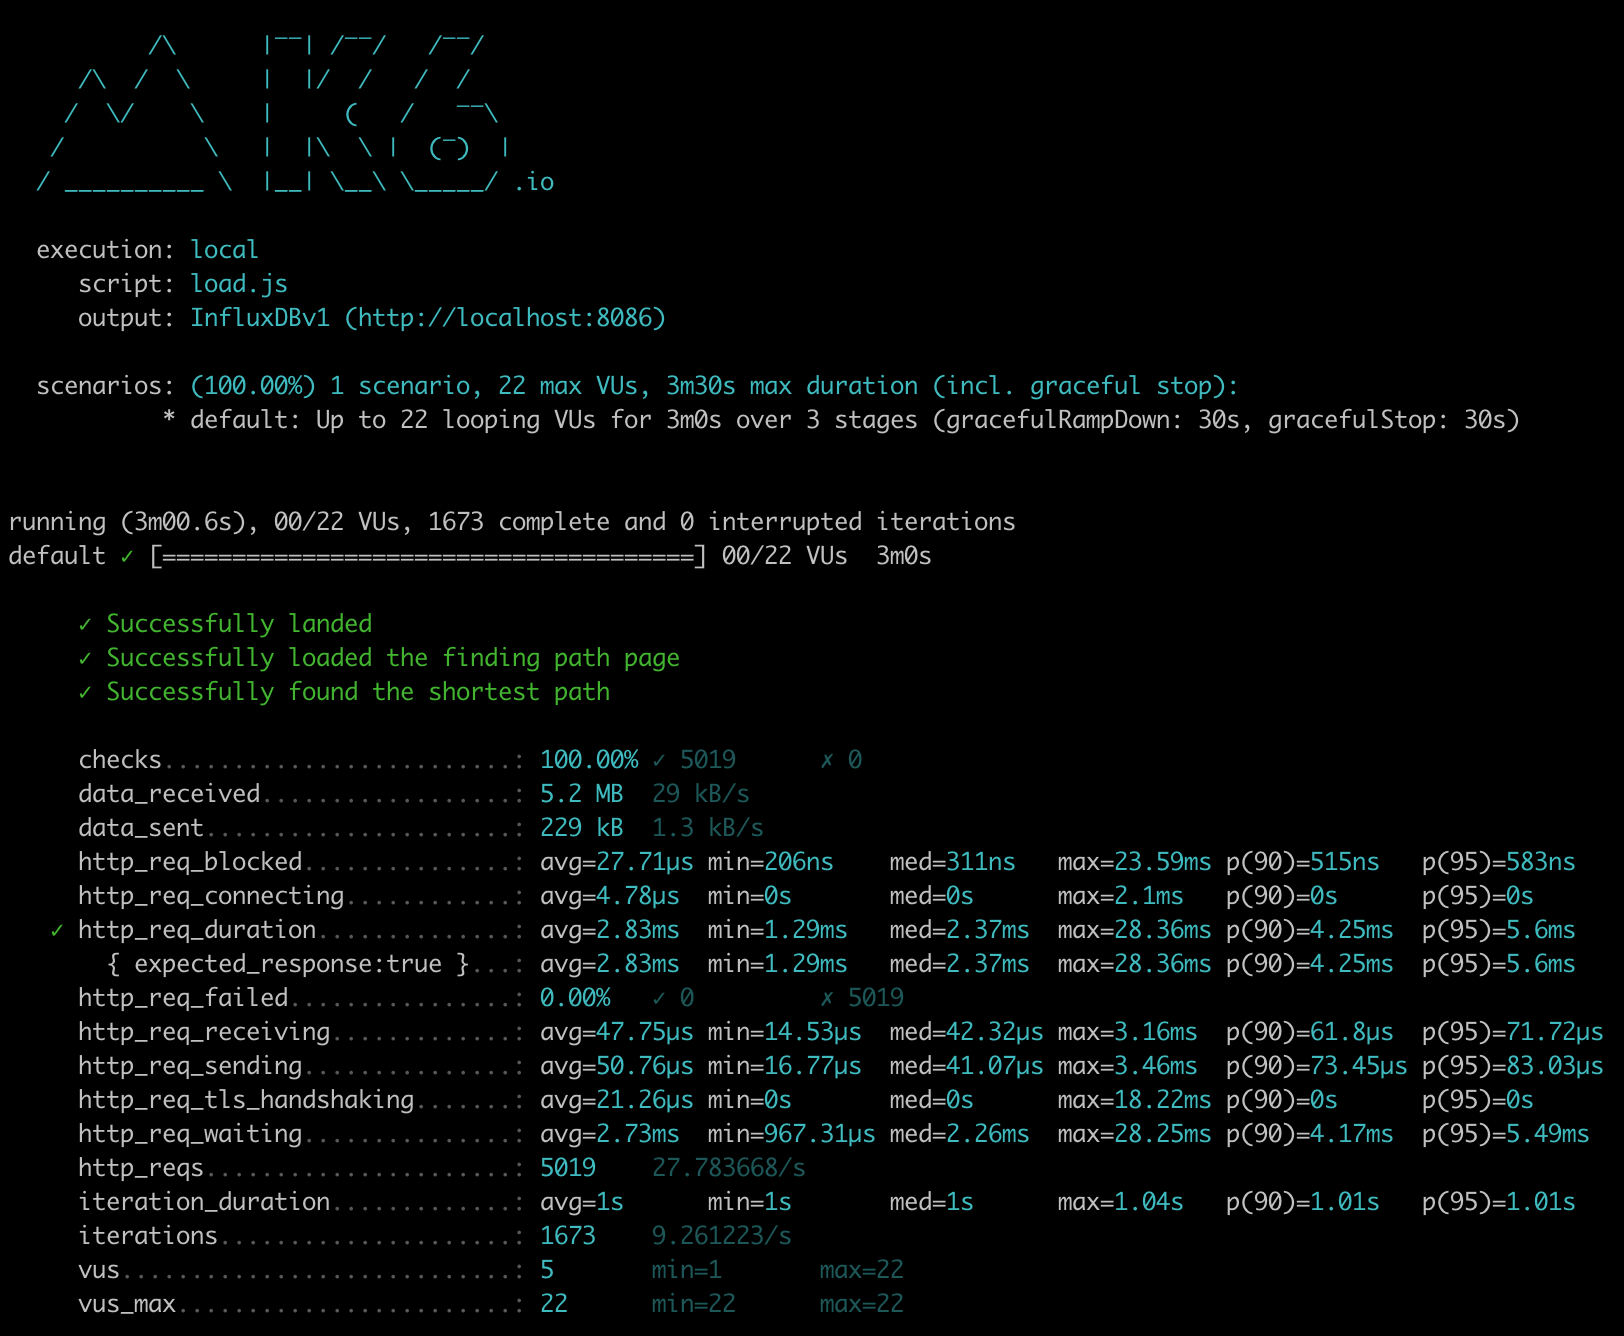 /\      |‾‾| /‾‾/   /‾‾/
     /\  /  \     |  |/  /   /  /
    /  \/    \    |     (   /   ‾‾\
   /          \   |  |\  \ |  (‾)  |
  / __________ \  |__| \__\ \_____/ .io

  execution: local
     script: load.js
     output: InfluxDBv1 (http://localhost:8086)

  scenarios: (100.00%) 1 scenario, 22 max VUs, 3m30s max duration (incl. graceful stop):
           * default: Up to 22 looping VUs for 3m0s over 3 stages (gracefulRampDown: 30s, gracefulStop: 30s)

running (3m00.6s), 00/22 VUs, 1673 complete and 0 interrupted iterations
default ✓ [======================================] 00/22 VUs  3m0s

     ✓ Successfully landed
     ✓ Successfully loaded the finding path page
     ✓ Successfully found the shortest path

     checks.........................: 100.00% ✓ 5019      ✗ 0
     data_received..................: 5.2 MB  29 kB/s
     data_sent......................: 229 kB  1.3 kB/s
     http_req_blocked...............: avg=27.71µs min=206ns    med=311ns   max=23.59ms p(90)=515ns   p(95)=583ns
     http_req_connecting............: avg=4.78µs  min=0s       med=0s      max=2.1ms   p(90)=0s      p(95)=0s
   ✓ http_req_duration..............: avg=2.83ms  min=1.29ms   med=2.37ms  max=28.36ms p(90)=4.25ms  p(95)=5.6ms
       { expected_response:true }...: avg=2.83ms  min=1.29ms   med=2.37ms  max=28.36ms p(90)=4.25ms  p(95)=5.6ms
     http_req_failed................: 0.00%   ✓ 0         ✗ 5019
     http_req_receiving.............: avg=47.75µs min=14.53µs  med=42.32µs max=3.16ms  p(90)=61.8µs  p(95)=71.72µs
     http_req_sending...............: avg=50.76µs min=16.77µs  med=41.07µs max=3.46ms  p(90)=73.45µs p(95)=83.03µs
     http_req_tls_handshaking.......: avg=21.26µs min=0s       med=0s      max=18.22ms p(90)=0s      p(95)=0s
     http_req_waiting...............: avg=2.73ms  min=967.31µs med=2.26ms  max=28.25ms p(90)=4.17ms  p(95)=5.49ms
     http_reqs......................: 5019    27.783668/s
     iteration_duration.............: avg=1s      min=1s       med=1s      max=1.04s   p(90)=1.01s   p(95)=1.01s
     iterations.....................: 1673    9.261223/s
     vus............................: 5       min=1       max=22
     vus_max........................: 22      min=22      max=22